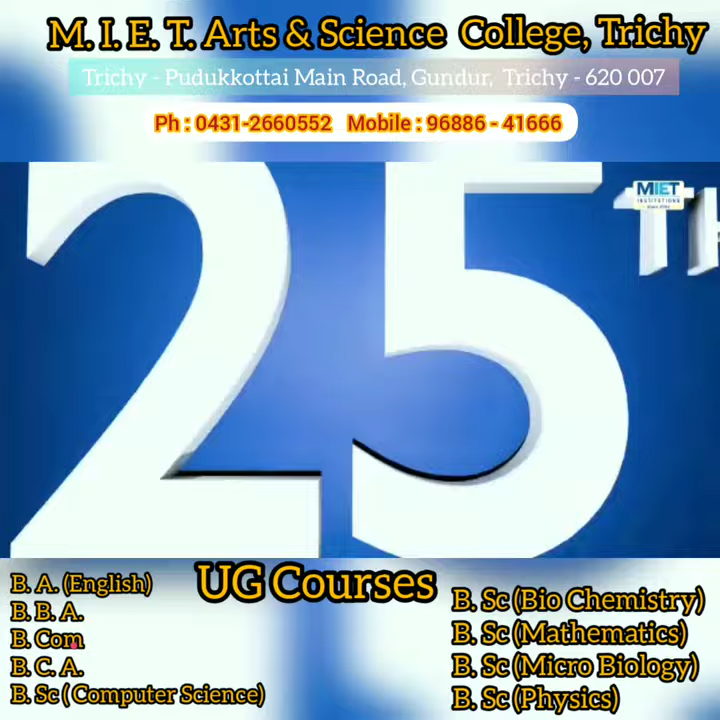 M. I. E. T. Arts & Science College, Trichy
Trichy - Pudukkottai Main Road, Gundur, Trichy - 620 007
Ph : 0431-2660552 Mobile : 96886 - 41666
25TH
MIET
INSTITUTIONS
UG Courses
B. A. (English)
B. B. A.
B. Com
B. C. A.
B. Sc ( Computer Science)
B. Sc (Bio Chemistry)
B. Sc (Mathematics)
B. Sc (Micro Biology)
B. Sc (Physics)